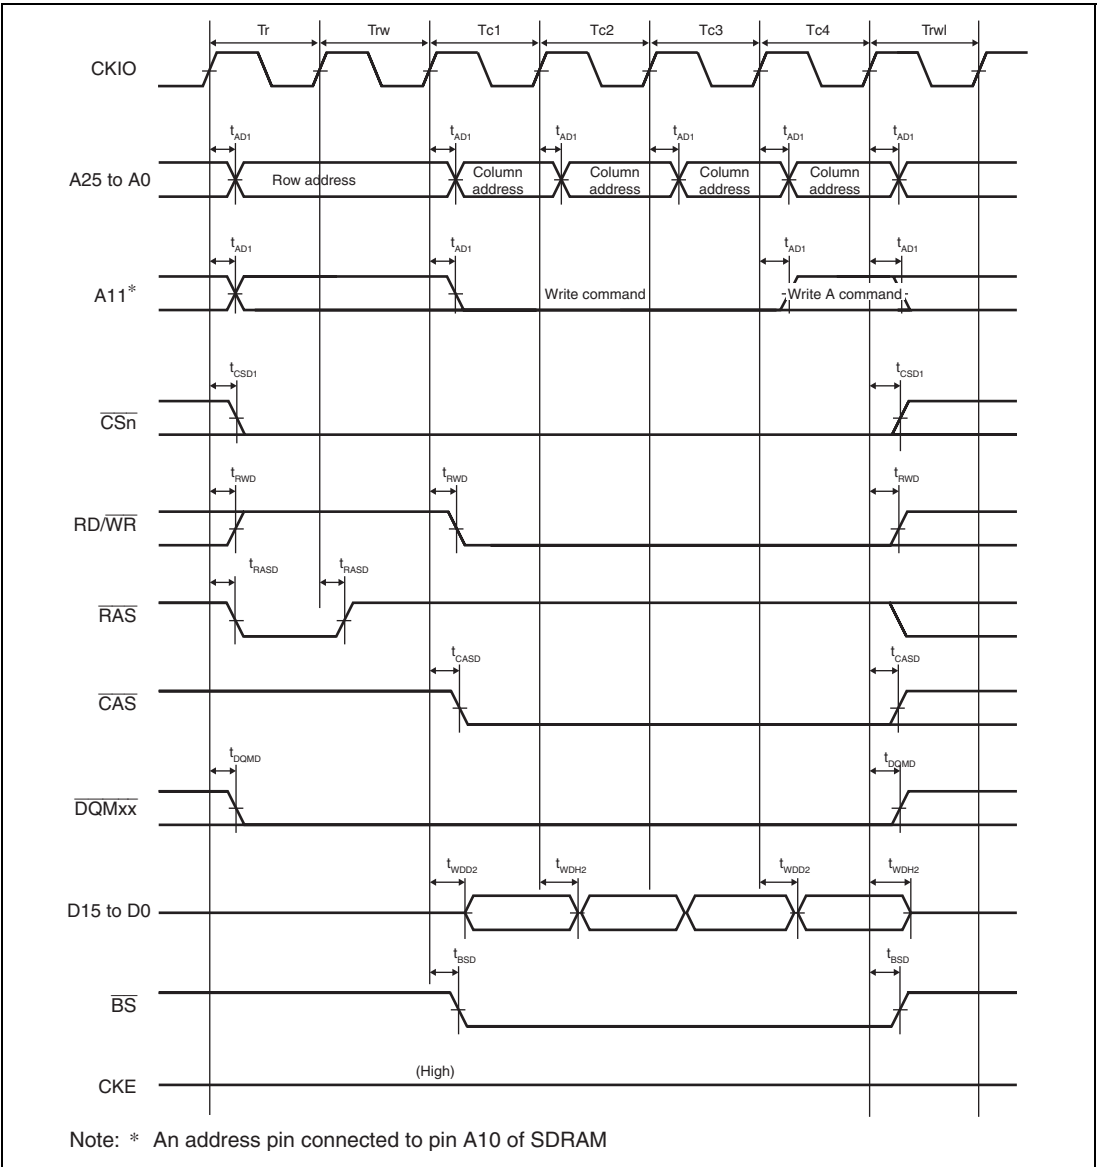 Tr Trw Tc1 Tc2 Tc3 Tc4 Trwl
CKIO
tAD1 tAD1 tAD1 tAD1 tAD1 tAD1
A25 to A0
Row address
Column address
Column address
Column address
Column address
tAD1 tAD1 tAD1 tAD1
A11*
Write command
Write A command
tCSD1 tCSD1
CSn
tRWD tRWD tRWD
RD/WR
tRASD tRASD
RAS
tCASD tCASD
CAS
tDQMD tDQMD
DQMxx
tWDD2 tWDH2 tWDD2 tWDH2
D15 to D0
tBSD tBSD
BS
(High)
CKE
Note: * An address pin connected to pin A10 of SDRAM